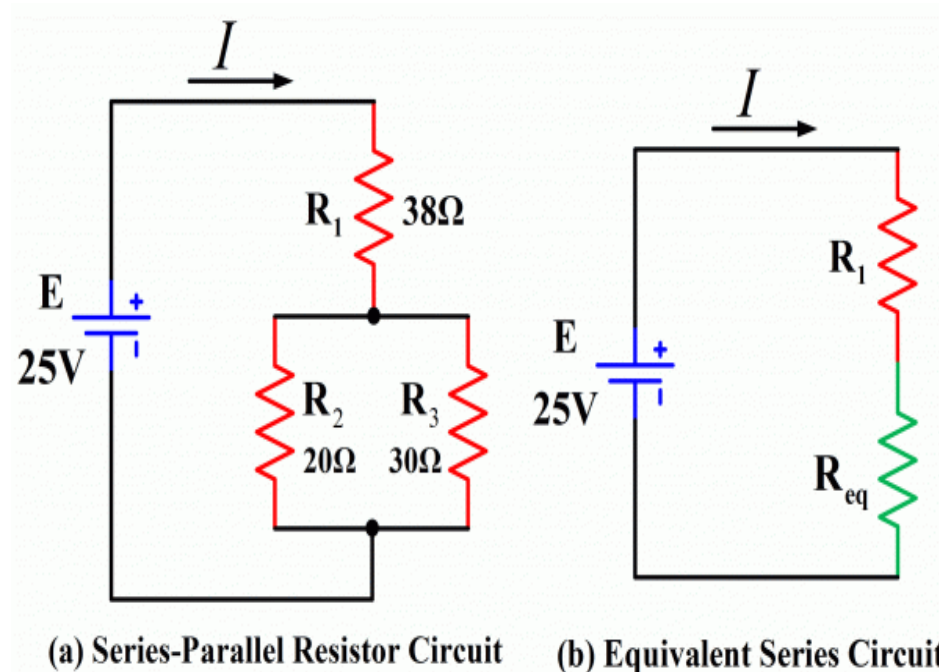 I
R1
38Ω
E
+
25V
R2
20Ω
R3
30Ω
(a) Series-Parallel Resistor Circuit
I
R1
E
+
25V
Req
(b) Equivalent Series Circuit